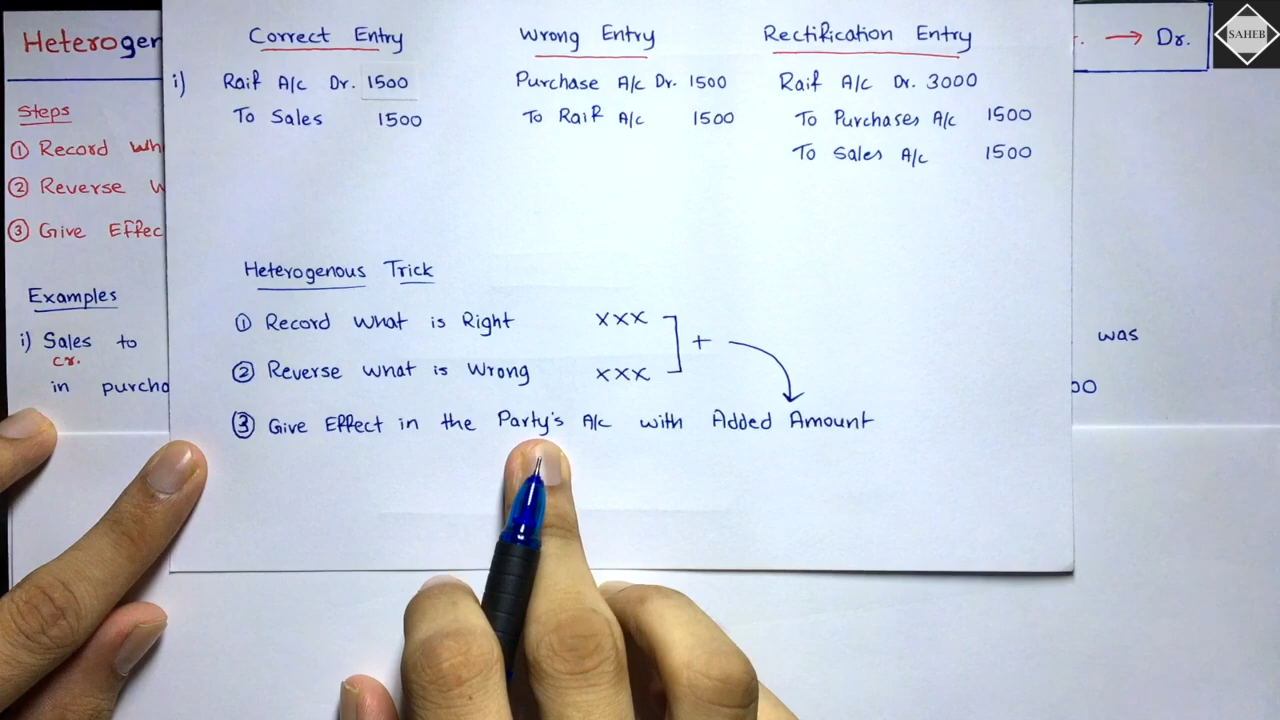 Heterogen
. → Dr.
SAHEB
Steps
① Record Wh
② Reverse W
③ Give Effec
Examples
i) Sales to
cr.
in purcha
was
00
Correct Entry Wrong Entry Rectification Entry
i) Raif A/c Dr. 1500 Purchase A/c Dr. 1500 Raif A/c Dr. 3000
To Sales 1500 To Raif A/c 1500 To Purchases A/c 1500
To Sales A/c 1500
Heterogenous Trick
① Record What is Right XXX
+
② Reverse what is Wrong XXX
③ Give Effect in the Party's A/c with Added Amount